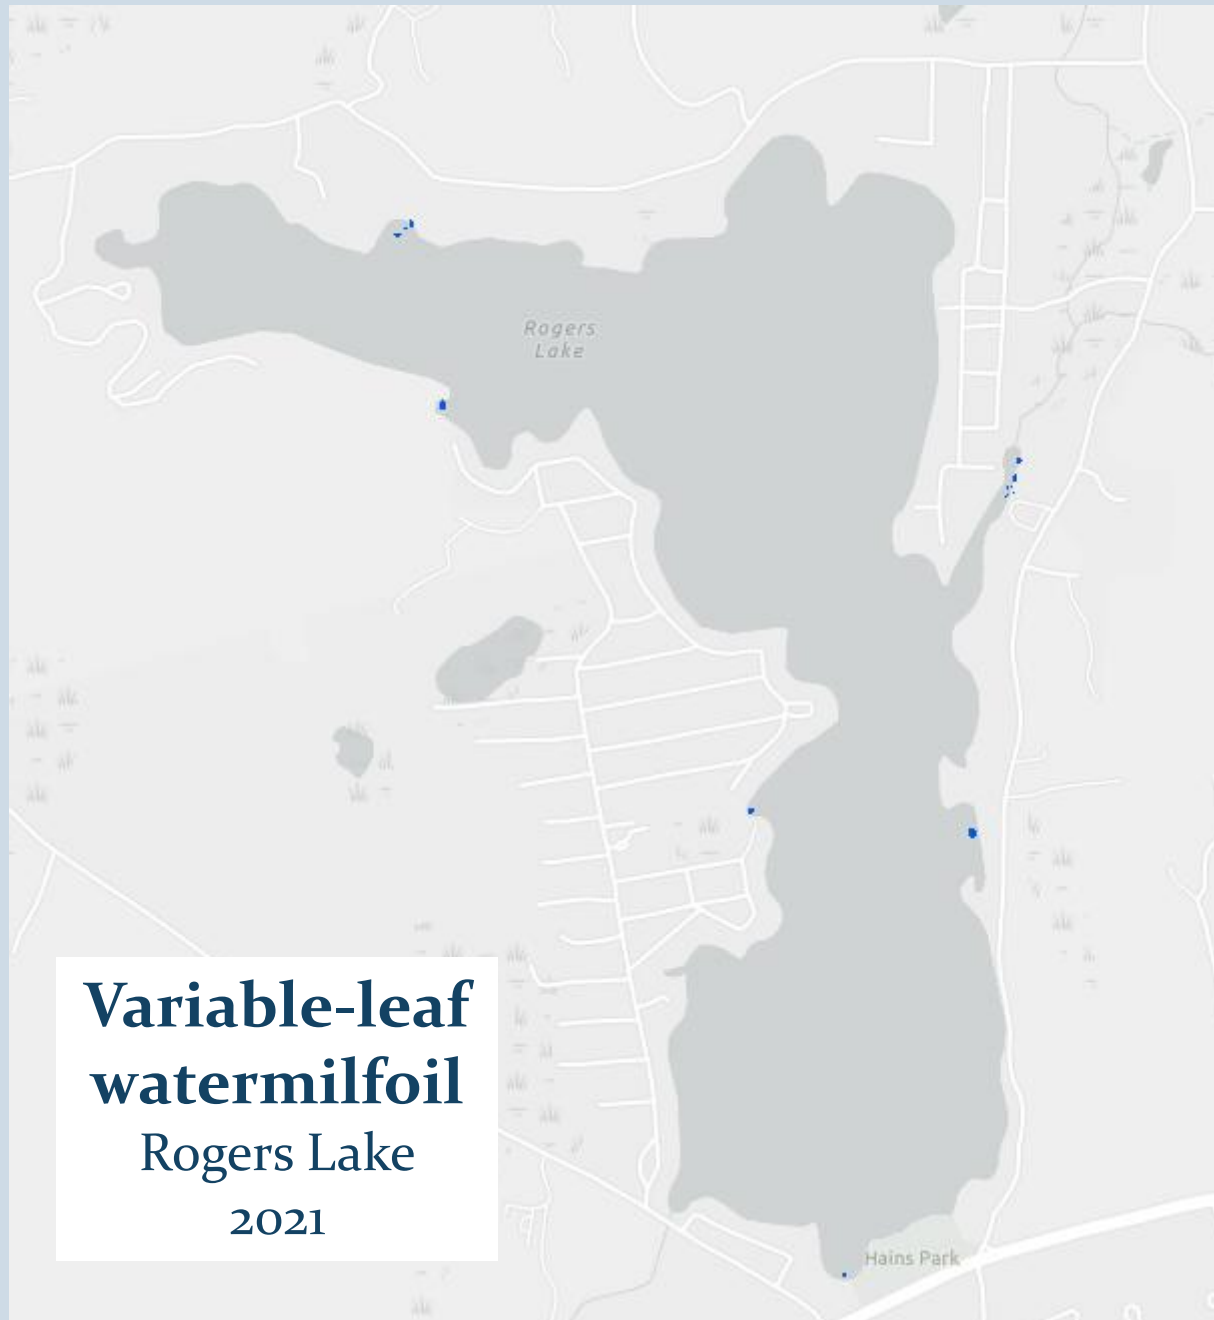 Rogers
Lake
Variable-leaf
watermilfoil
Rogers Lake
2021
Hains Park